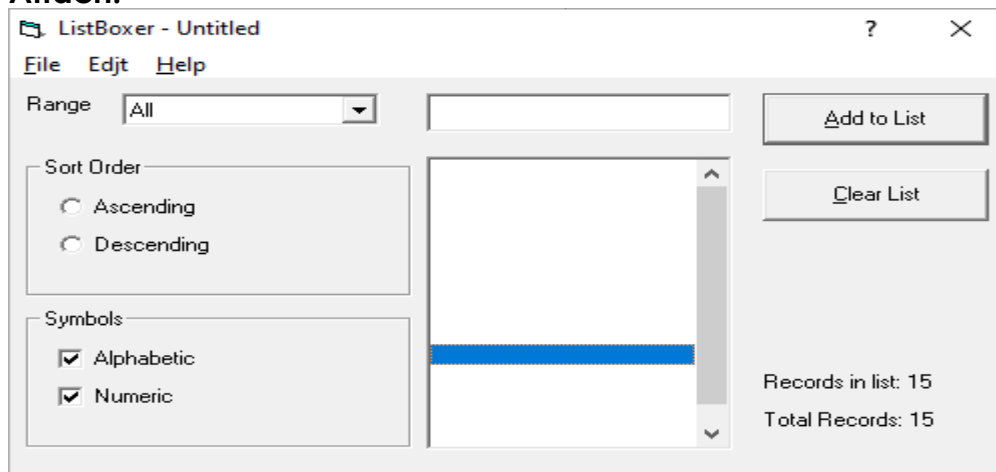 ListBoxer - Untitled
?
File Edjt Help
Range All
Add to List
Sort Order
Ascending
Descending
Clear List
Symbols
Alphabetic
Numeric
Records in list: 15
Total Records: 15